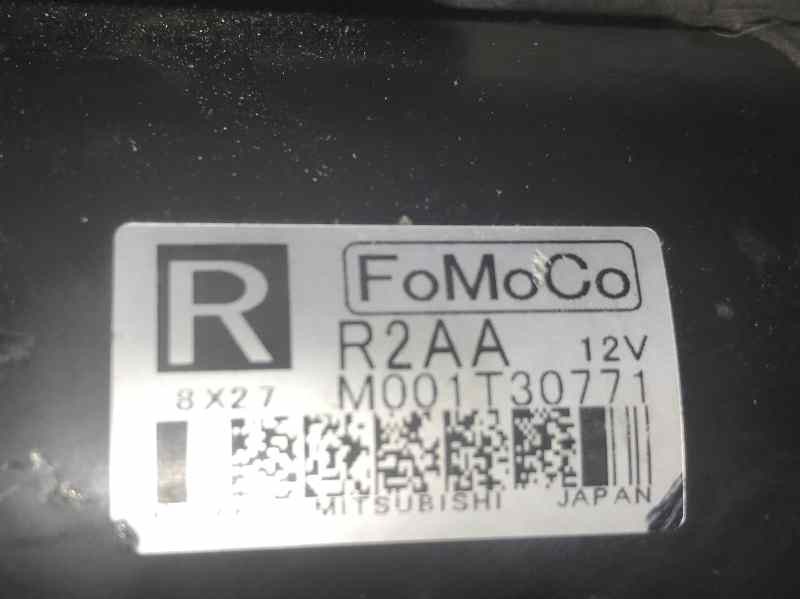 R FoMoCo
R2AA 12V
8X27 M001T30771
MITSUBISHI JAPAN